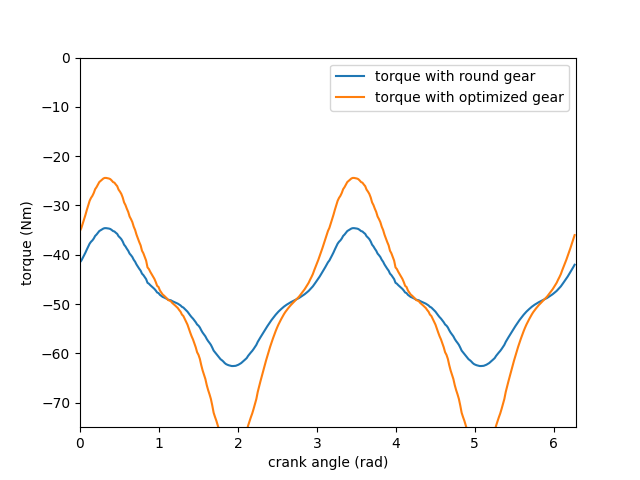 torque with round gear
torque with optimized gear
0
−10
−20
−30
−40
−50
−60
−70
torque (Nm)
0 1 2 3 4 5 6
crank angle (rad)